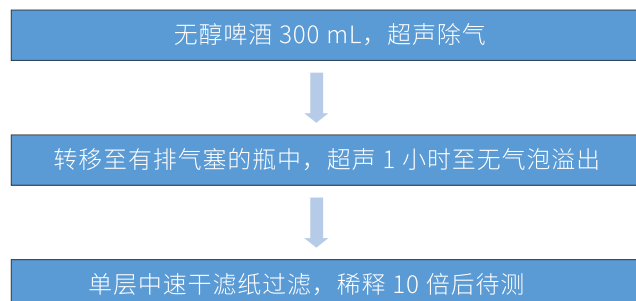 无醇啤酒 300 mL，超声除气
转移至有排气塞的瓶中，超声 1 小时至无气泡溢出
单层中速干滤纸过滤，稀释 10 倍后待测